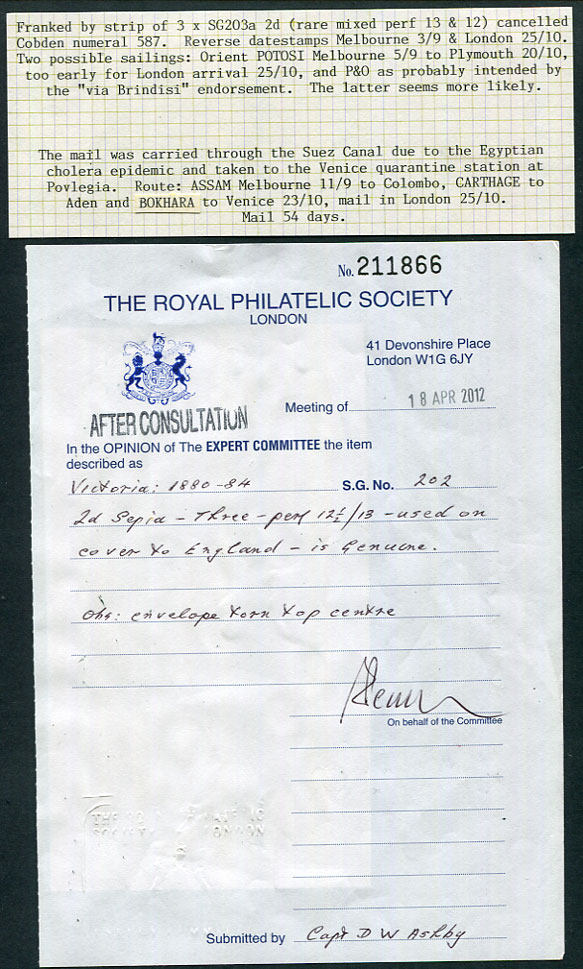 Franked by strip of 3 x SG203a 2d (rare mixed perf 13 & 12) cancelled
Cobden numeral 587. Reverse datestamps Melbourne 3/9 & London 25/10.
Two possible sailings: Orient POTOSI Melbourne 5/9 to Plymouth 20/10,
too early for London arrival 25/10, and P&O as probably intended by
the "via Brindisi" endorsement. The latter seems more likely.
The mail was carried through the Suez Canal due to the Egyptian
cholera epidemic and taken to the Venice quarantine station at
Povlegia. Route: ASSAM Melbourne 11/9 to Colombo, CARTHAGE to
Aden and BOKHARA to Venice 23/10, mail in London 25/10.
Mail 54 days.
No. 211866
THE ROYAL PHILATELIC SOCIETY
LONDON
41 Devonshire Place
London W1G 6JY
AFTER CONSULTATION
Meeting of 18 APR 2012
In the OPINION of The EXPERT COMMITTEE the item
described as
Victoria: 1880-84 S.G. No. 202
2d Sepia - Three - perf 12½/13 - used on
cover to England - is Genuine.
Obs: envelope torn top centre
On behalf of the Committee
SOCIETY LONDON
Submitted by Capt D W Ashby